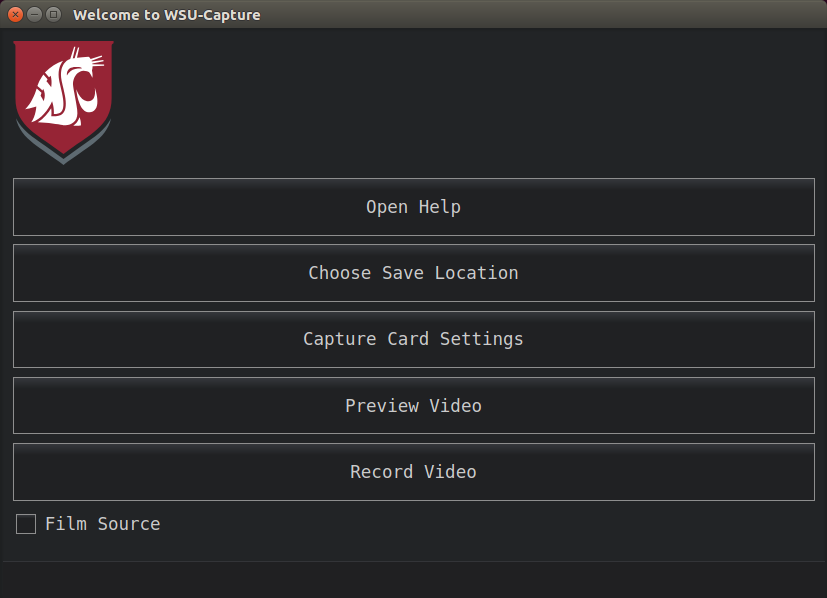 Welcome to WSU-Capture
Open Help
Choose Save Location
Capture Card Settings
Preview Video
Record Video
Film Source